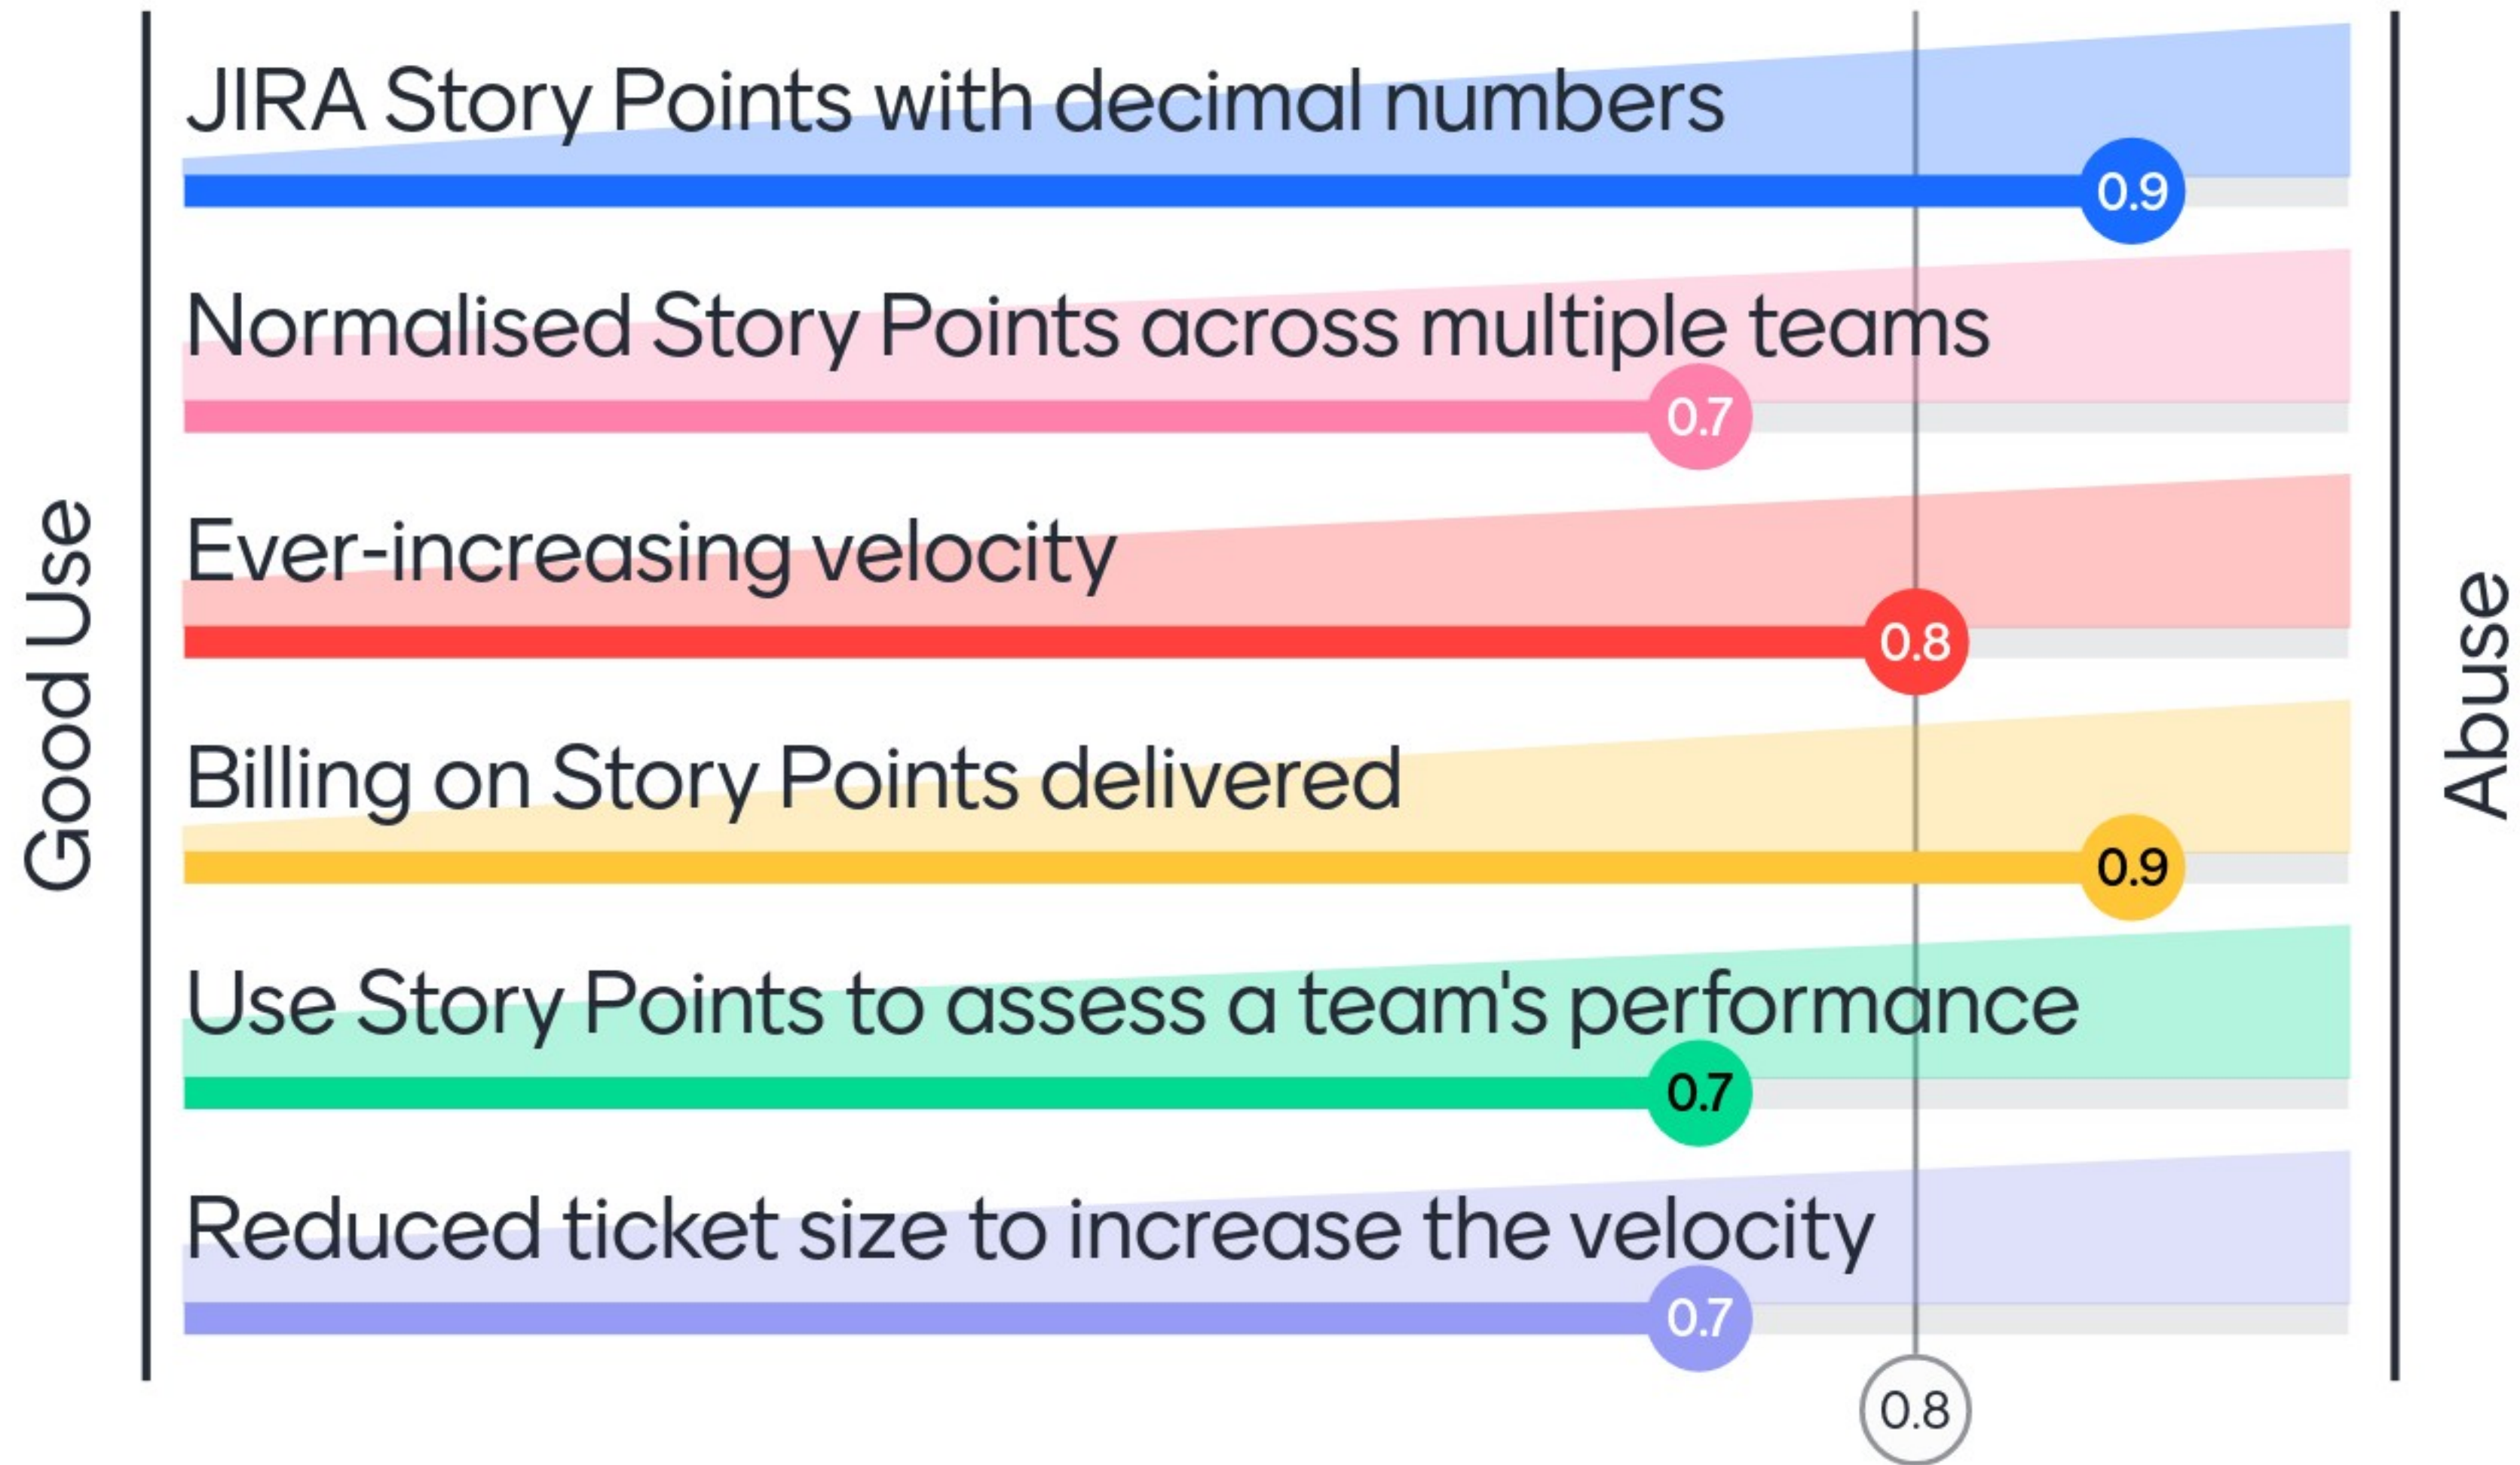 JIRA Story Points with decimal numbers
0.9
Normalised Story Points across multiple teams
0.7
Ever-increasing velocity
0.8
Billing on Story Points delivered
0.9
Use Story Points to assess a team's performance
0.7
Reduced ticket size to increase the velocity
0.7
0.8
Good Use
Abuse